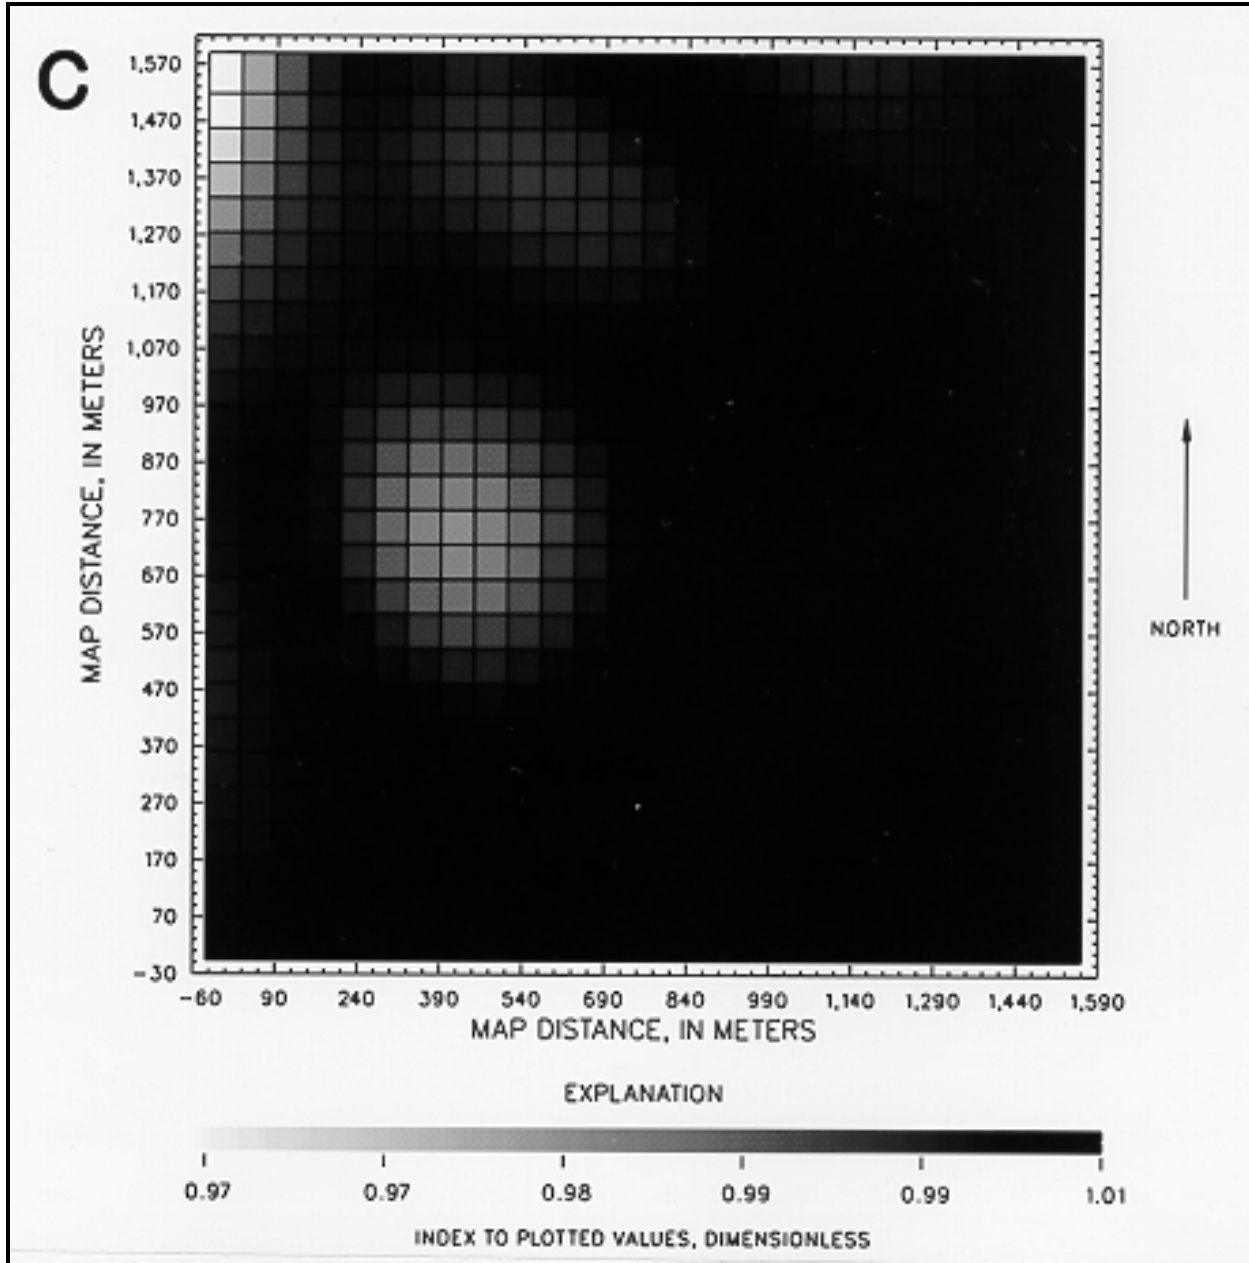 C
1,570
1,470
1,370
1,270
1,170
1,070
970
870
770
670
570
470
370
270
170
70
-30
MAP DISTANCE, IN METERS
-60 90 240 390 540 690 840 990 1,140 1,290 1,440 1,590
MAP DISTANCE, IN METERS
NORTH
EXPLANATION
0.97 0.97 0.98 0.99 0.99 1.01
INDEX TO PLOTTED VALUES, DIMENSIONLESS